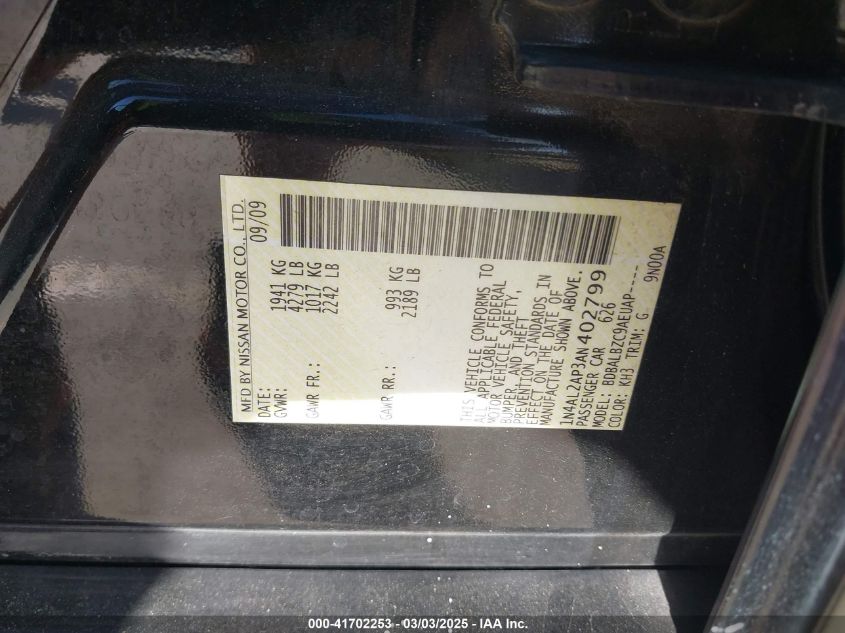 MFD BY NISSAN MOTOR CO., LTD.
DATE: 09/09
GVWR: 1941 KG
4279 LB
GAWR FR.: 1017 KG
2242 LB
GAWR RR.: 993 KG
2189 LB
THIS VEHICLE CONFORMS TO
ALL APPLICABLE FEDERAL
MOTOR VEHICLE SAFETY,
BUMPER, AND THEFT
PREVENTION STANDARDS IN
EFFECT ON THE DATE OF
MANUFACTURE SHOWN ABOVE.
1N4AL2AP3AN402799
PASSENGER CAR 626
MODEL: BDBALBZC9AEUAP-----
COLOR: KH3 TRIM: G 9N00A
000-41702253 - 03/03/2025 - IAA Inc.